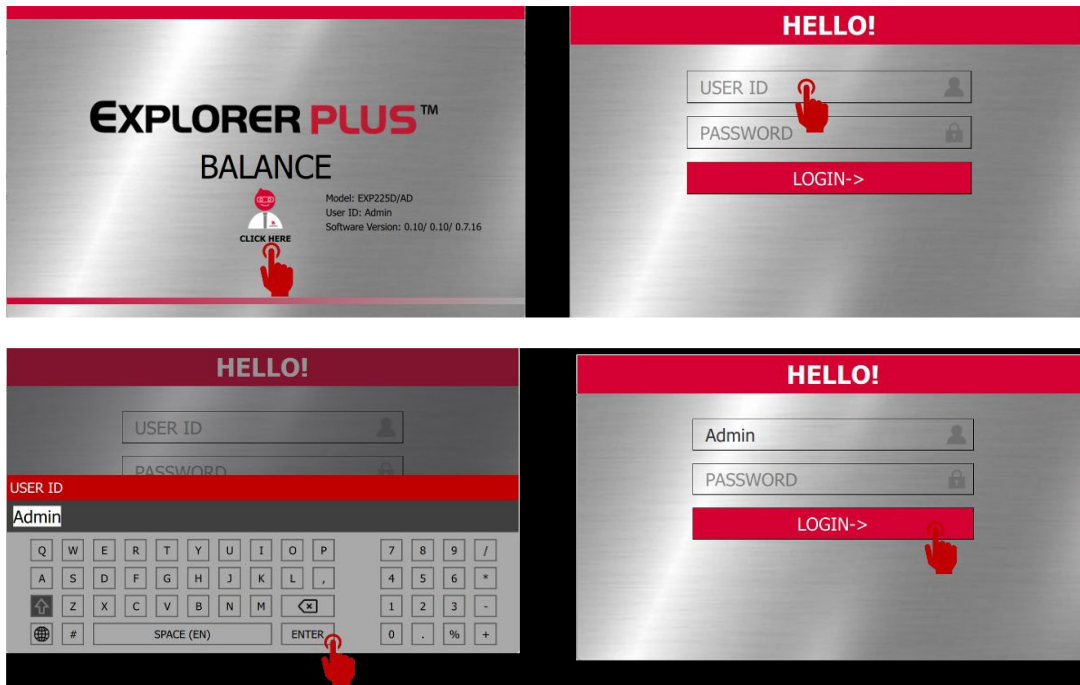 EXPLORER PLUS™
BALANCE
CLICK HERE
Model: EXP225D/AD
User ID: Admin
Software Version: 0.10/ 0.10/ 0.7.16
HELLO!
USER ID
PASSWORD
LOGIN->
HELLO!
USER ID
PASSWORD
USER ID
Admin
Q W E R T Y U I O P 7 8 9 /
A S D F G H J K L , 4 5 6 *
Z X C V B N M 1 2 3 -
# SPACE (EN) ENTER 0 . % +
HELLO!
Admin
PASSWORD
LOGIN->